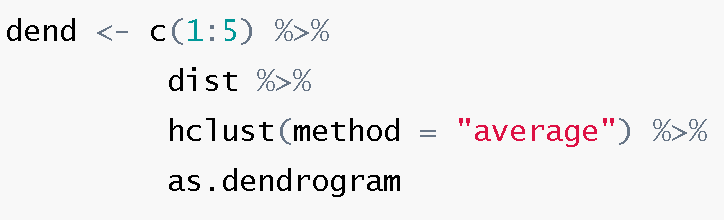 dend <- c(1:5) %>%
dist %>%
hclust(method = "average") %>%
as.dendrogram